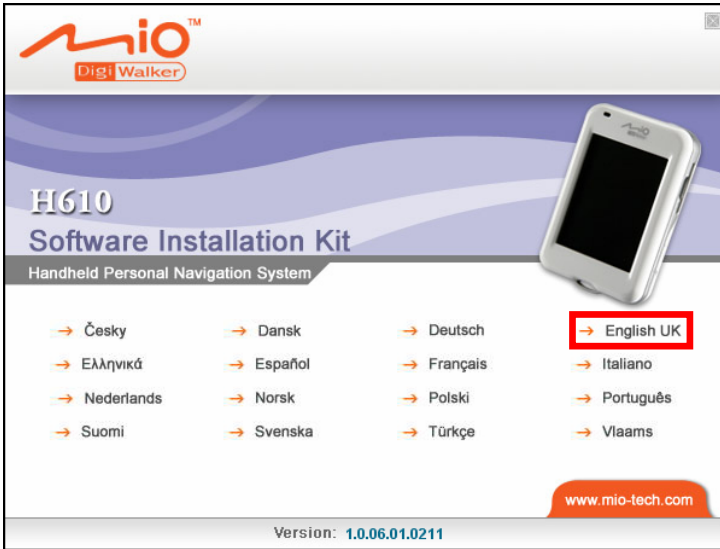 Mio™
Digi Walker
Mio
H610
Software Installation Kit
Handheld Personal Navigation System
Česky
Dansk
Deutsch
English UK
Ελληνικά
Español
Français
Italiano
Nederlands
Norsk
Polski
Português
Suomi
Svenska
Türkçe
Vlaams
www.mio-tech.com
Version: 1.0.06.01.0211